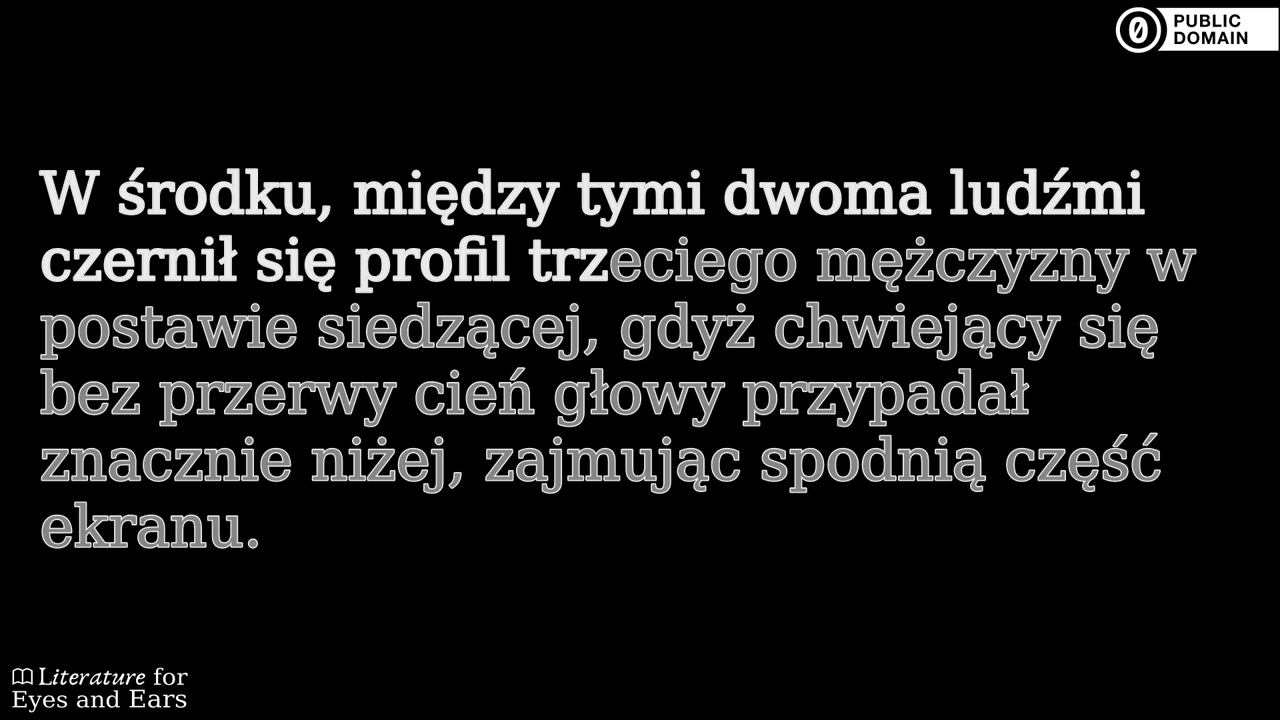 PUBLIC
DOMAIN
W środku, między tymi dwoma ludźmi
czernił się profil trzeciego mężczyzny w
postawie siedzącej, gdyż chwiejący się
bez przerwy cień głowy przypadał
znacznie niżej, zajmując spodnią część
ekranu.
Literature for
Eyes and Ears